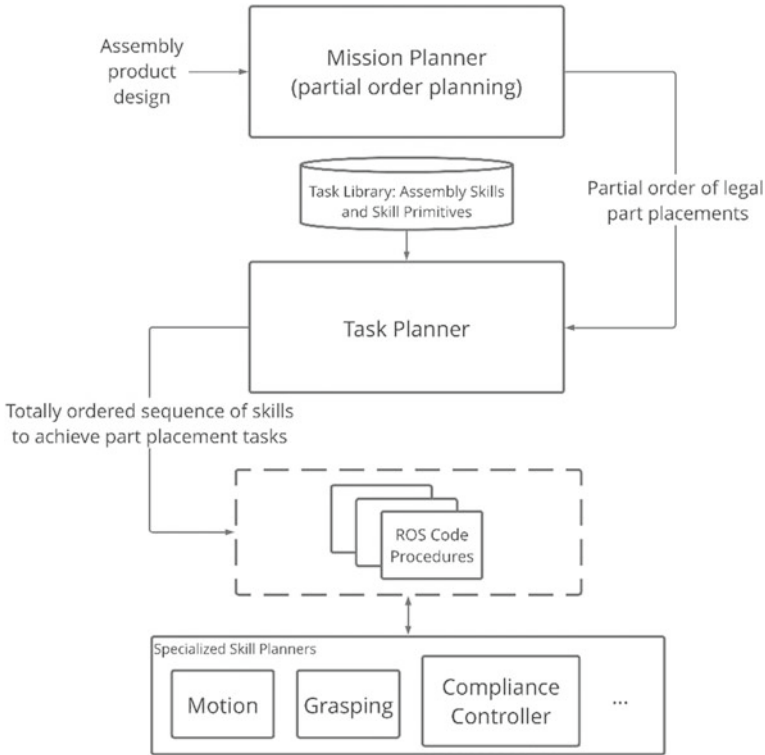 Assembly
product
design
Mission Planner
(partial order planning)
Task Library: Assembly Skills
and Skill Primitives
Partial order of legal
part placements
Task Planner
Totally ordered sequence of skills
to achieve part placement tasks
ROS Code
Procedures
Specialized Skill Planners
Motion
Grasping
Compliance
Controller
...